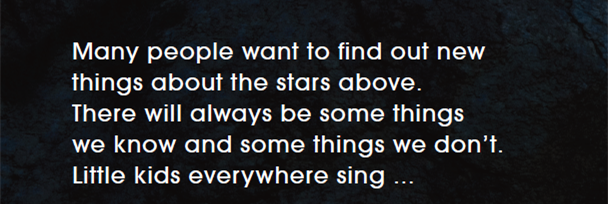 Many people want to find out new
things about the stars above.
There will always be some things
we know and some things we don't.
Little kids everywhere sing ...